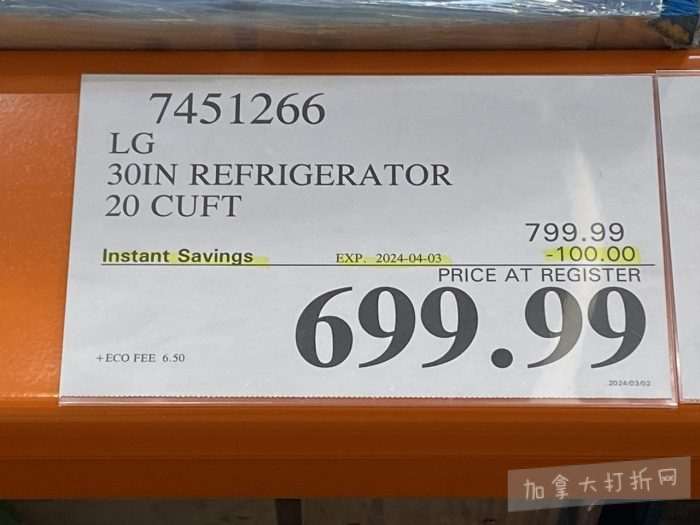 7451266
LG
30IN REFRIGERATOR
20 CUFT
799.99
Instant Savings EXP. 2024-04-03 -100.00
PRICE AT REGISTER
699.99
+ECO FEE 6.50
2024/03/02
加拿大打折网